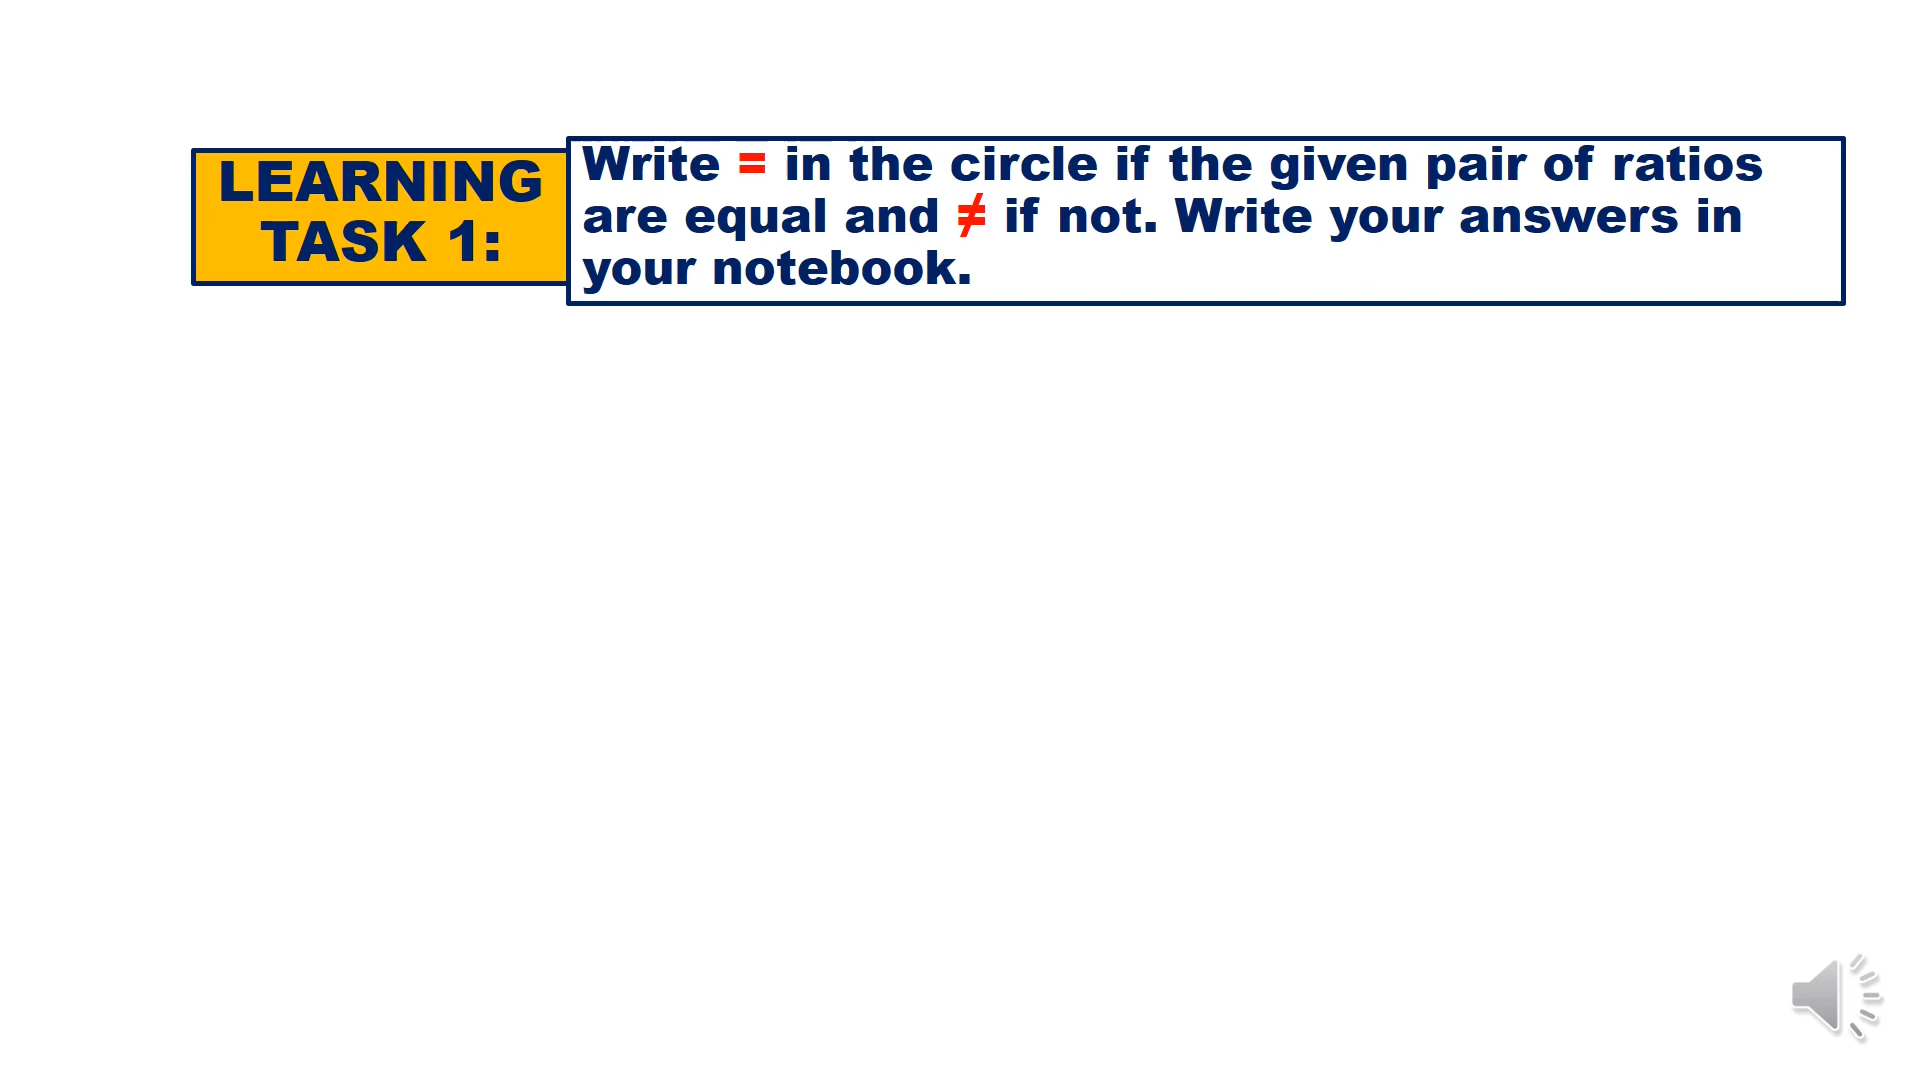 LEARNING
TASK 1:
Write = in the circle if the given pair of ratios
are equal and ≠ if not. Write your answers in
your notebook.